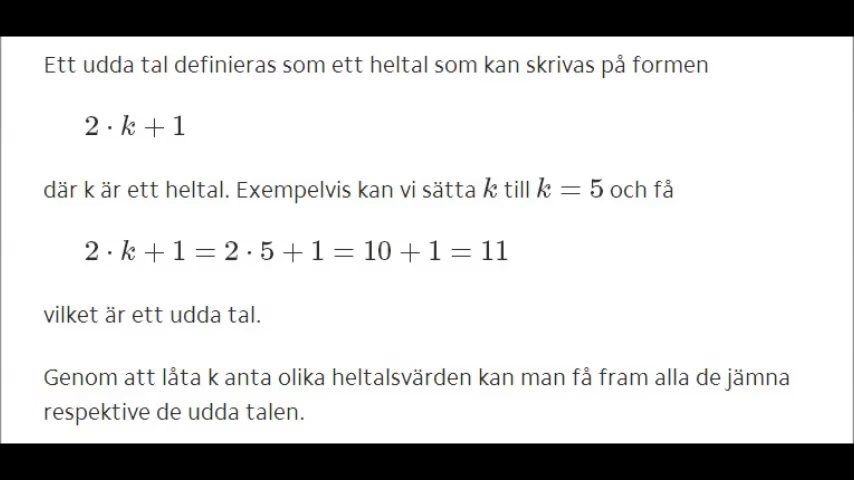 Ett udda tal definieras som ett heltal som kan skrivas på formen
2 · k + 1
där k är ett heltal. Exempelvis kan vi sätta k till k = 5 och få
2 · k + 1 = 2 · 5 + 1 = 10 + 1 = 11
vilket är ett udda tal.
Genom att låta k anta olika heltalsvärden kan man få fram alla de jämna
respektive de udda talen.